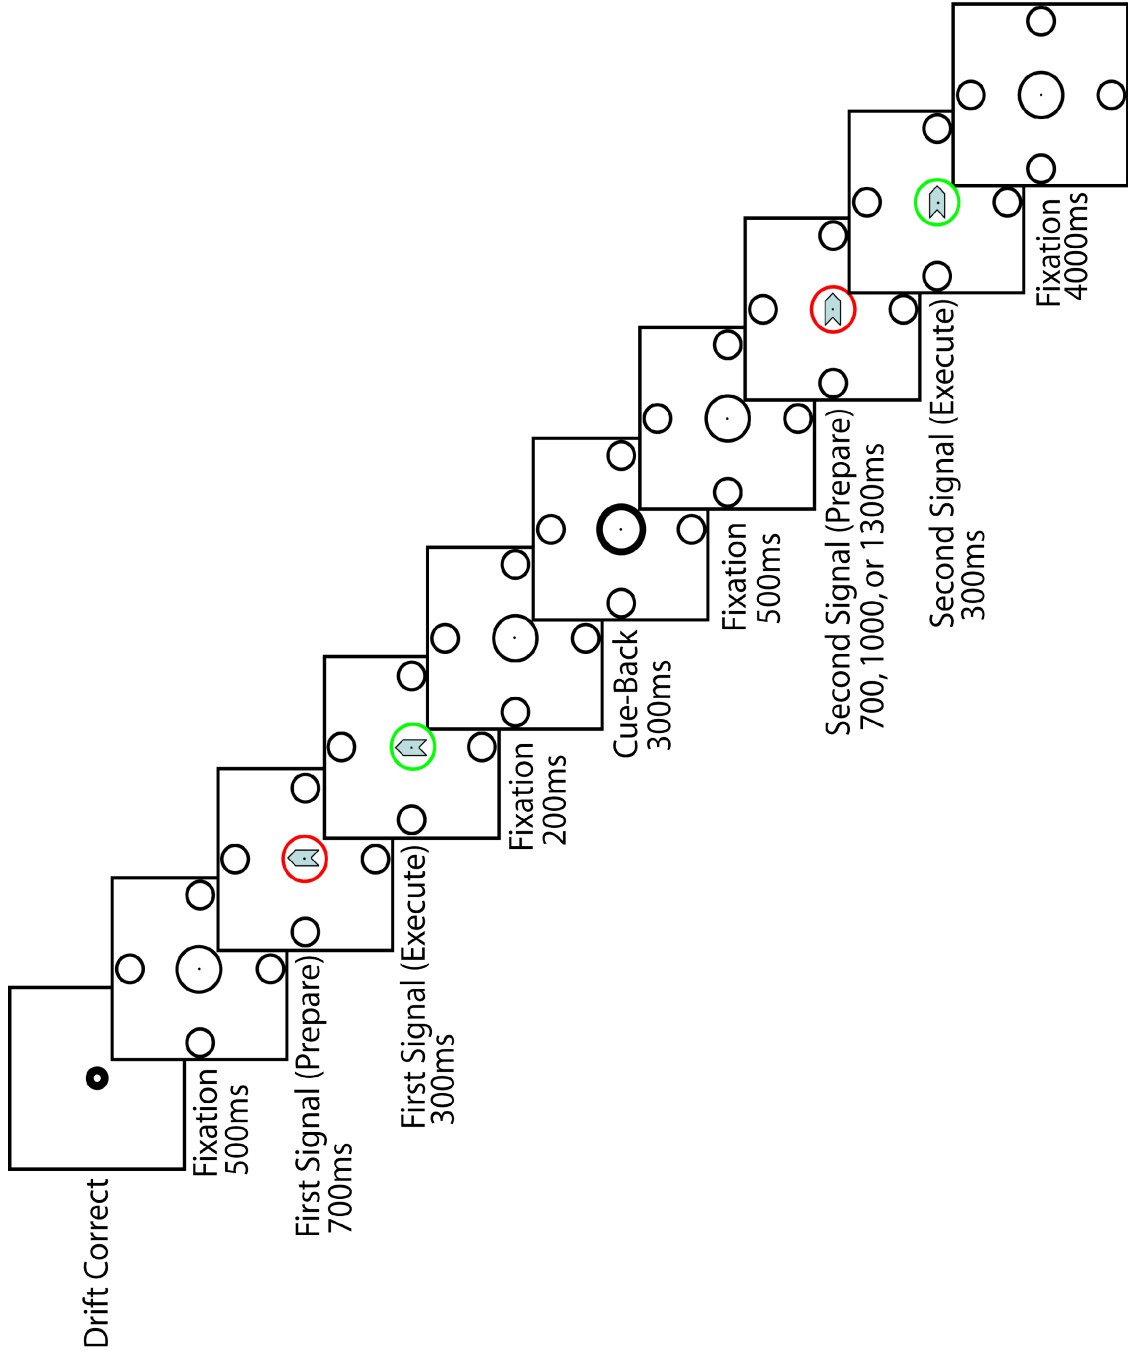 Drift Correct
Fixation
500ms
First Signal (Prepare)
700ms
First Signal (Execute)
300ms
Fixation
200ms
Cue-Back
300ms
Fixation
500ms
Second Signal (Prepare)
700, 1000, or 1300ms
Second Signal (Execute)
300ms
Fixation
4000ms